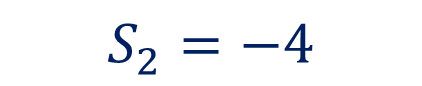 S₂ = −4